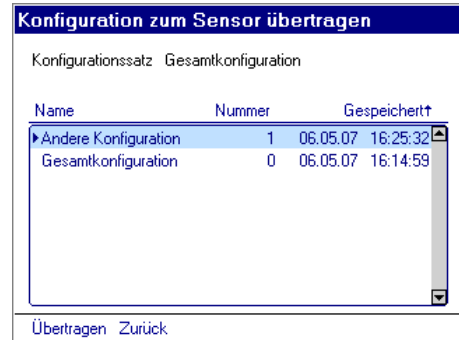 Konfiguration zum Sensor übertragen
Konfigurationssatz Gesamtkonfiguration
Name Nummer Gespeichert↑
Andere Konfiguration 1 06.05.07 16:25:32
Gesamtkonfiguration 0 06.05.07 16:14:59
Übertragen Zurück